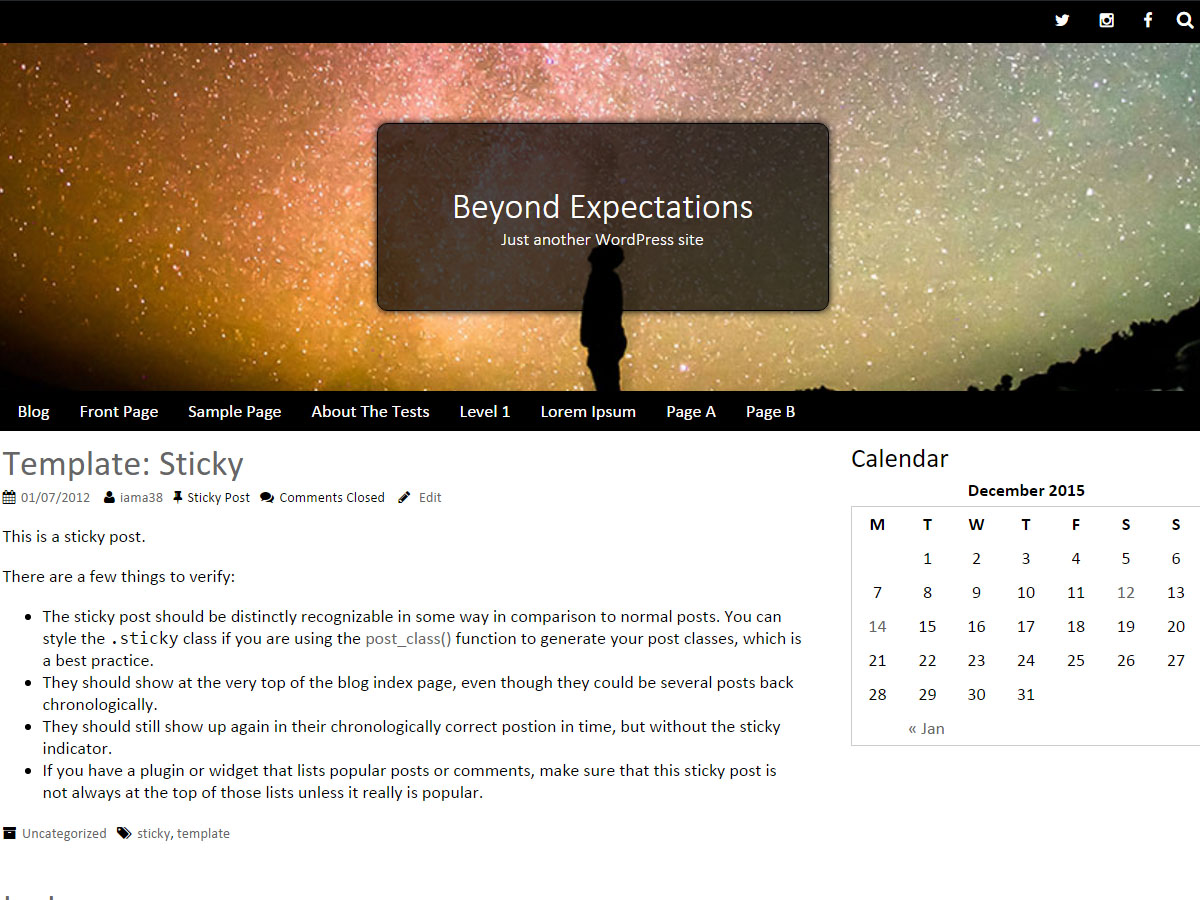 Beyond Expectations
Just another WordPress site
Blog Front Page Sample Page About The Tests Level 1 Lorem Ipsum Page A Page B
Template: Sticky
01/07/2012 iama38 Sticky Post Comments Closed Edit
This is a sticky post.
There are a few things to verify:
The sticky post should be distinctly recognizable in some way in comparison to normal posts. You can
style the .sticky class if you are using the post_class() function to generate your post classes, which is
a best practice.
They should show at the very top of the blog index page, even though they could be several posts back
chronologically.
They should still show up again in their chronologically correct postion in time, but without the sticky
indicator.
If you have a plugin or widget that lists popular posts or comments, make sure that this sticky post is
not always at the top of those lists unless it really is popular.
Uncategorized sticky, template
Calendar
December 2015
M T W T F S S
1 2 3 4 5 6
7 8 9 10 11 12 13
14 15 16 17 18 19 20
21 22 23 24 25 26 27
28 29 30 31
« Jan